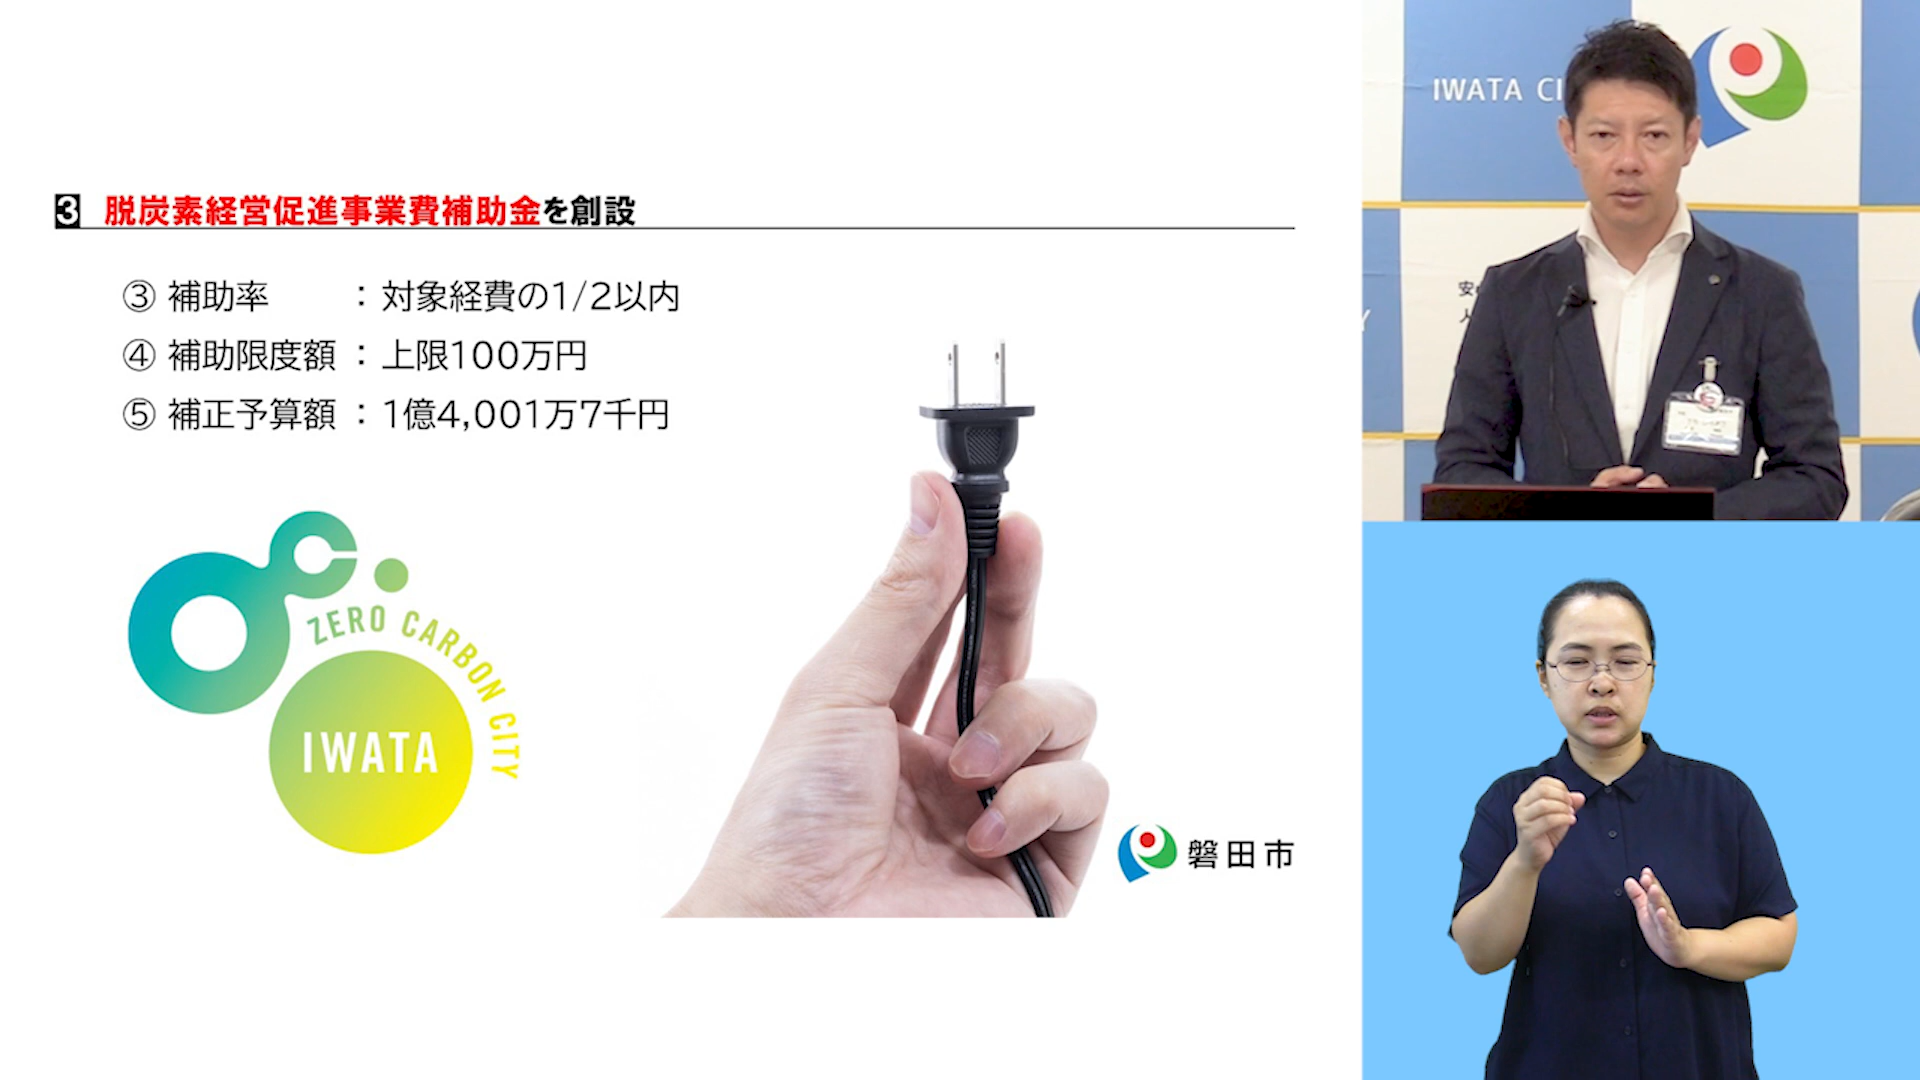 3 脱炭素経営促進事業費補助金を創設
③ 補助率 : 対象経費の1/2以内
④ 補助限度額 : 上限100万円
⑤ 補正予算額 : 1億4,001万7千円
ZERO CARBON CITY
IWATA
磐田市
IWATA CI
安
人
Y